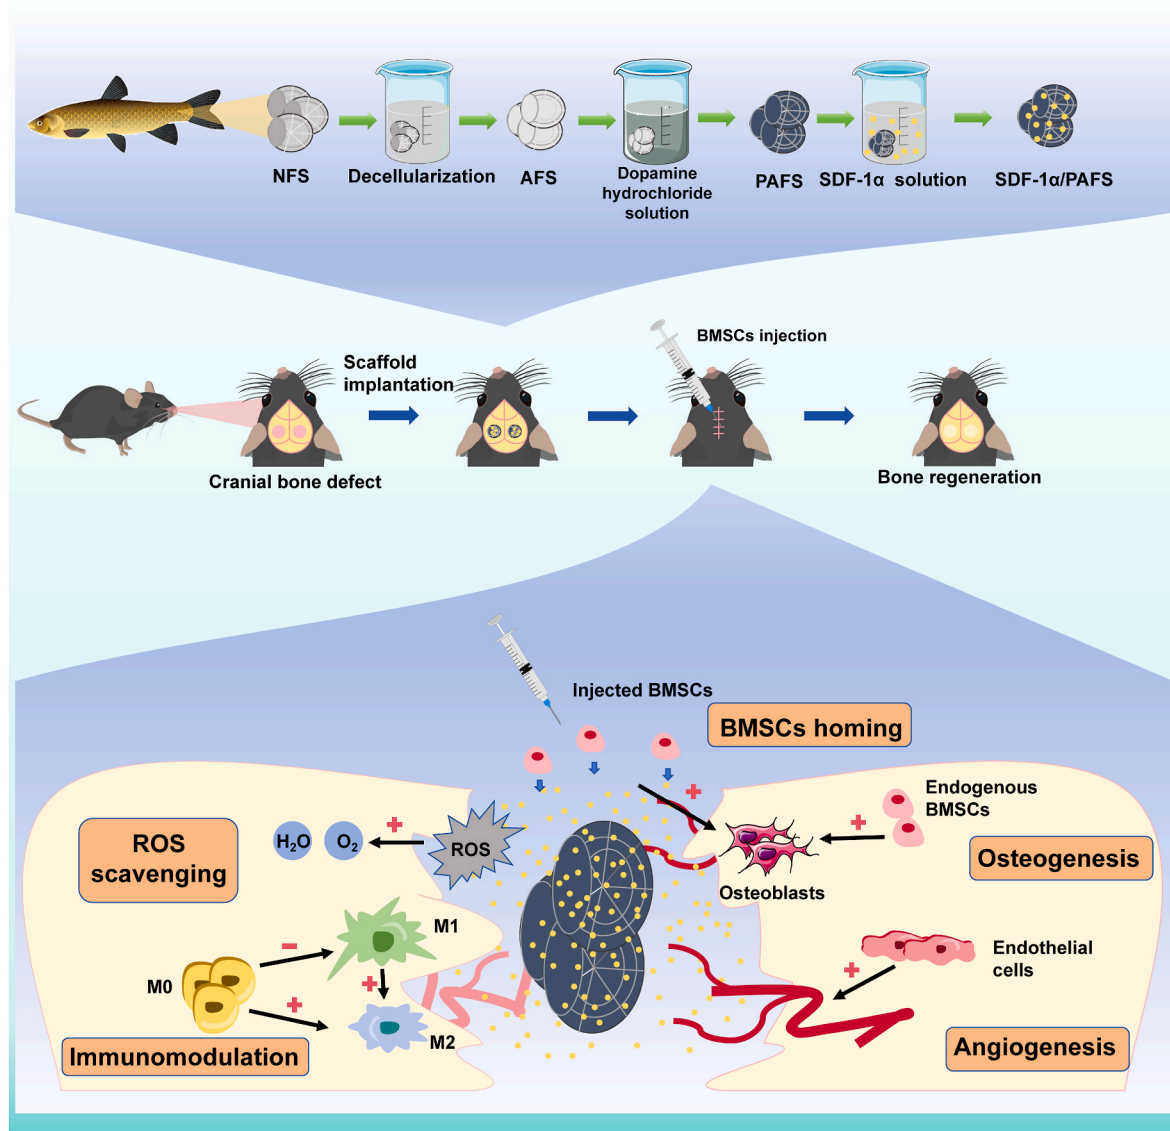 NFS
Decellularization
AFS
Dopamine
hydrochloride
solution
PAFS
SDF-1α solution
SDF-1α/PAFS
Scaffold
implantation
BMSCs injection
Cranial bone defect
Bone regeneration
Injected BMSCs
BMSCs homing
Endogenous
BMSCs
ROS
scavenging
H₂O
O₂
+
ROS
+
+
Osteoblasts
Osteogenesis
M0
−
M1
+
+
M2
Immunomodulation
Endothelial
cells
+
Angiogenesis